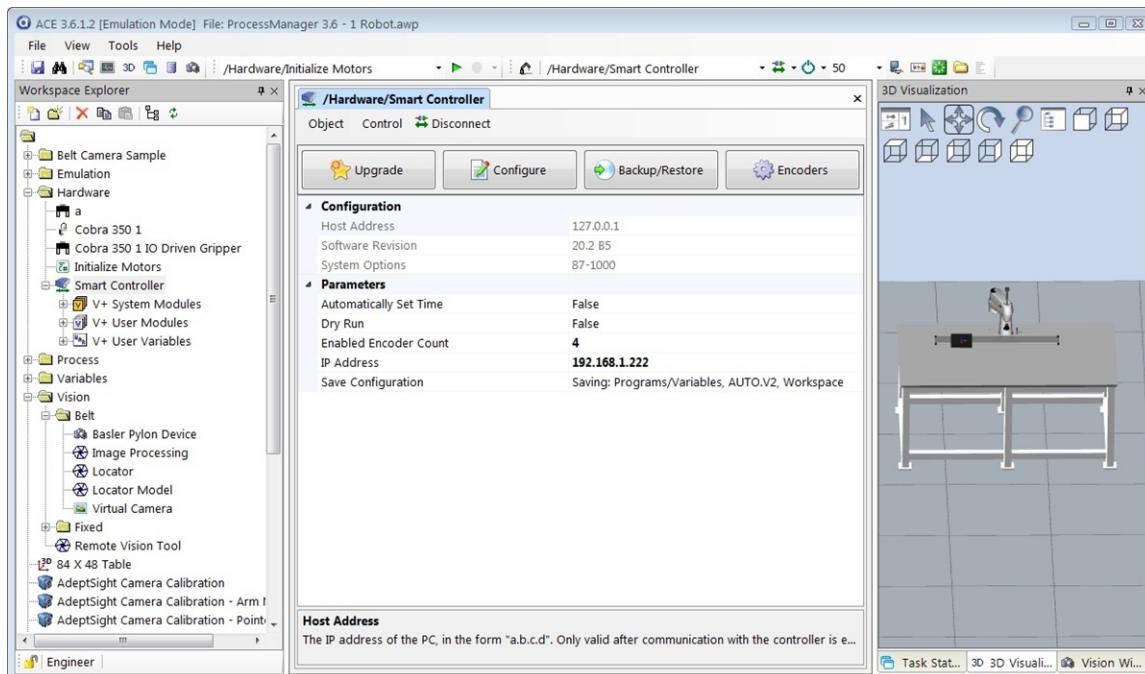 ACE 3.6.1.2 [Emulation Mode]  File: ProcessManager 3.6 - 1 Robot.awp
File View Tools Help
3D /Hardware/Initialize Motors /Hardware/Smart Controller 50
Workspace Explorer
Belt Camera Sample
Emulation
Hardware
a
Cobra 350 1
Cobra 350 1 IO Driven Gripper
Initialize Motors
Smart Controller
V+ System Modules
V+ User Modules
V+ User Variables
Process
Variables
Vision
Belt
Basler Pylon Device
Image Processing
Locator
Locator Model
Virtual Camera
Fixed
Remote Vision Tool
84 X 48 Table
AdeptSight Camera Calibration
AdeptSight Camera Calibration - Arm
AdeptSight Camera Calibration - Point
Engineer
/Hardware/Smart Controller
Object Control Disconnect
Upgrade Configure Backup/Restore Encoders
Configuration
Host Address 127.0.0.1
Software Revision 20.2 B5
System Options 87-1000
Parameters
Automatically Set Time False
Dry Run False
Enabled Encoder Count 4
IP Address 192.168.1.222
Save Configuration Saving: Programs/Variables, AUTO.V2, Workspace
Host Address
The IP address of the PC, in the form "a.b.c.d". Only valid after communication with the controller is e...
3D Visualization
Task Stat... 3D 3D Visuali... Vision Wi...